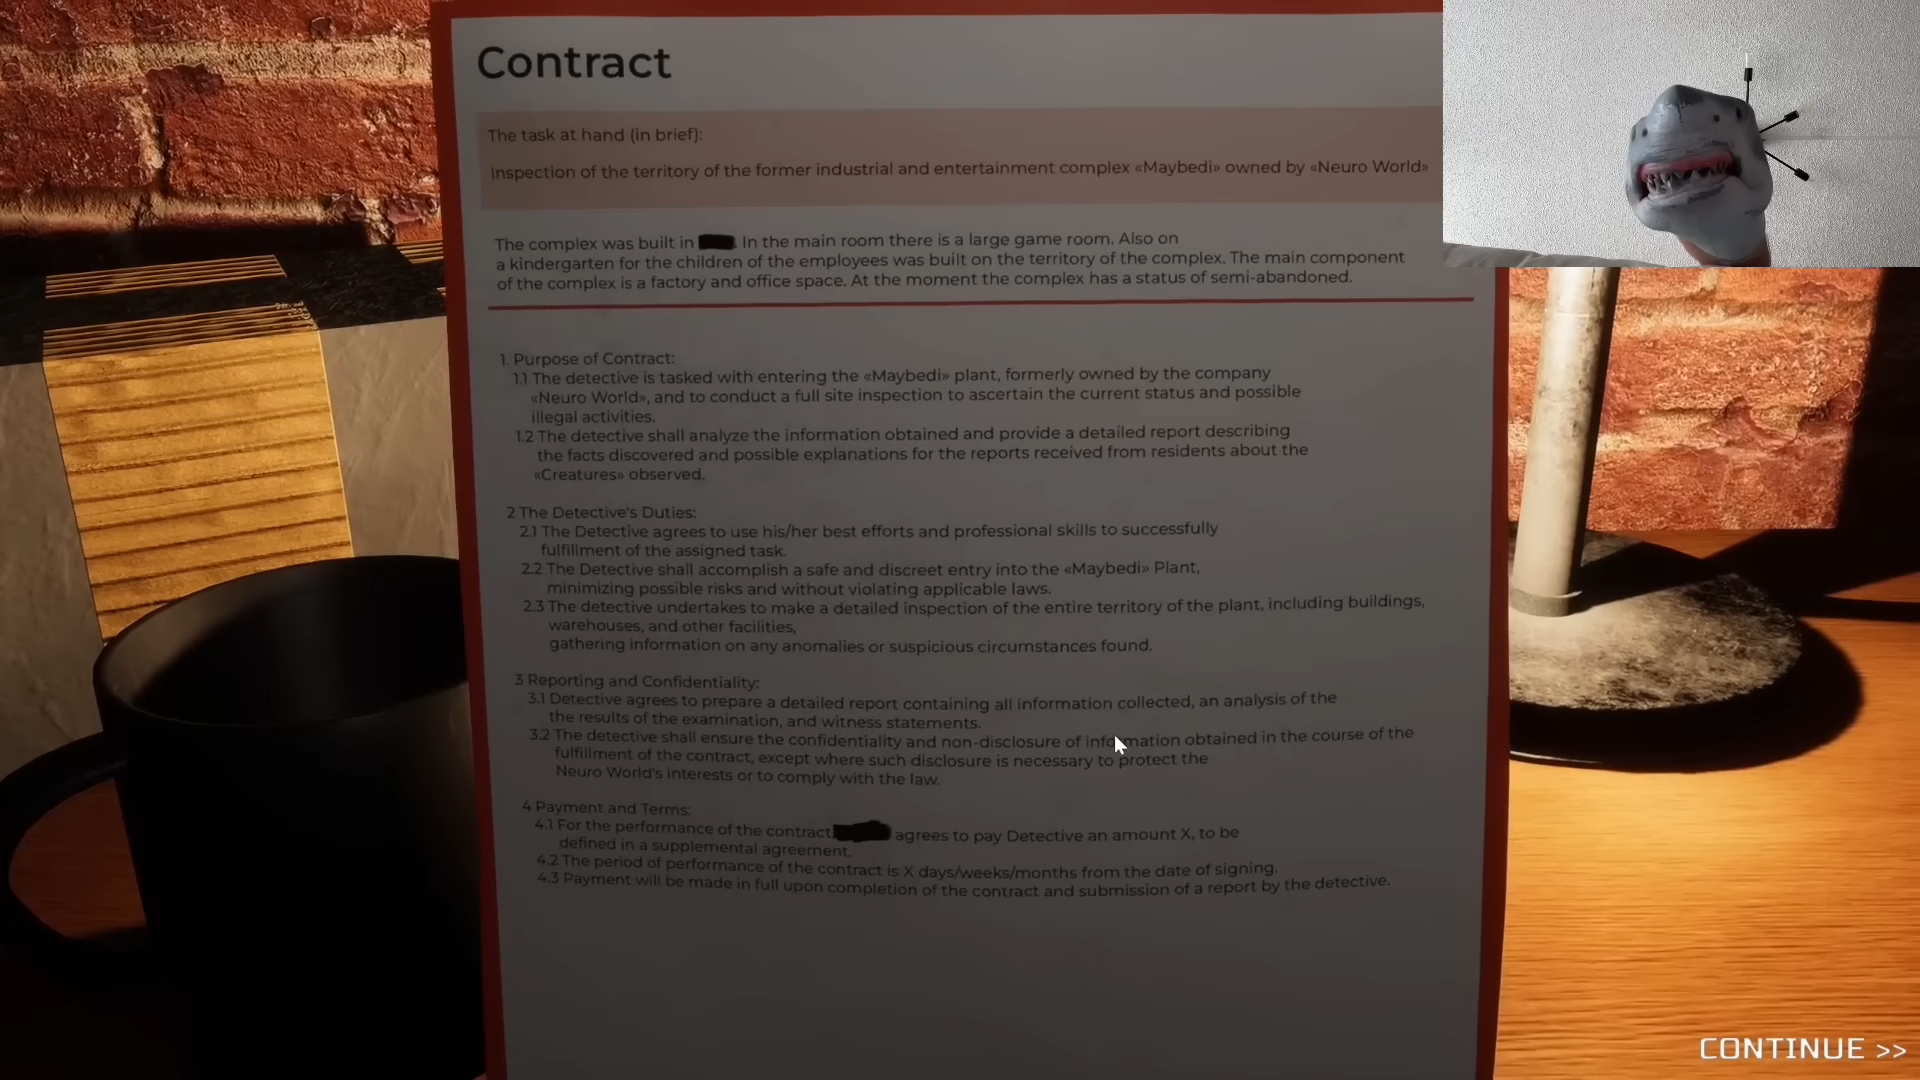 Contract
The task at hand (in brief):
Inspection of the territory of the former industrial and entertainment complex «Maybedi» owned by «Neuro World»
The complex was built in . In the main room there is a large game room. Also on
a kindergarten for the children of the employees was built on the territory of the complex. The main component
of the complex is a factory and office space. At the moment the complex has a status of semi-abandoned.
1. Purpose of Contract:
1.1 The detective is tasked with entering the «Maybedi» plant, formerly owned by the company
«Neuro World», and to conduct a full site inspection to ascertain the current status and possible
illegal activities.
1.2 The detective shall analyze the information obtained and provide a detailed report describing
the facts discovered and possible explanations for the reports received from residents about the
«Creatures» observed.
2 The Detective's Duties:
2.1 The Detective agrees to use his/her best efforts and professional skills to successfully
fulfillment of the assigned task.
2.2 The Detective shall accomplish a safe and discreet entry into the «Maybedi» Plant,
minimizing possible risks and without violating applicable laws.
2.3 The detective undertakes to make a detailed inspection of the entire territory of the plant, including buildings,
warehouses, and other facilities,
gathering information on any anomalies or suspicious circumstances found.
3 Reporting and Confidentiality:
3.1 Detective agrees to prepare a detailed report containing all information collected, an analysis of the
the results of the examination, and witness statements.
3.2 The detective shall ensure the confidentiality and non-disclosure of information obtained in the course of the
fulfillment of the contract, except where such disclosure is necessary to protect the
Neuro World's interests or to comply with the law.
4 Payment and Terms:
4.1 For the performance of the contract, agrees to pay Detective an amount X, to be
defined in a supplemental agreement.
4.2 The period of performance of the contract is X days/weeks/months from the date of signing.
4.3 Payment will be made in full upon completion of the contract and submission of a report by the detective.
CONTINUE >>